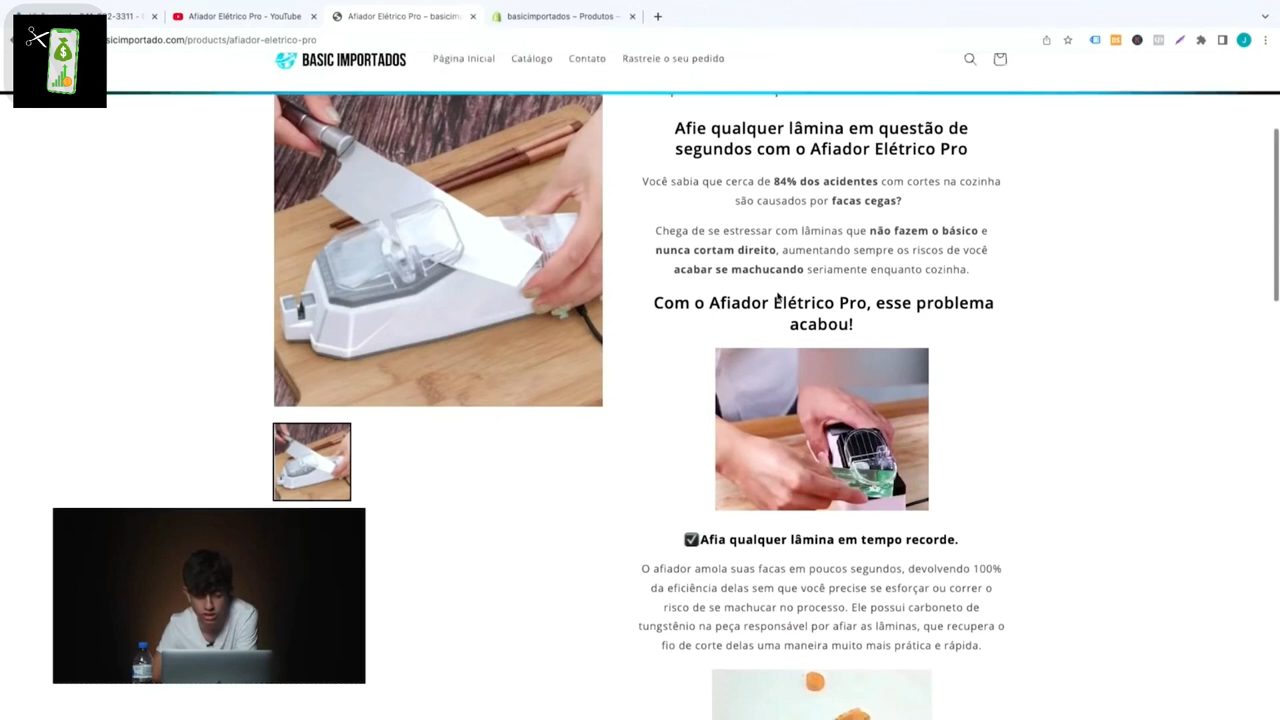 Afiador Elétrico Pro - YouTube
Afiador Elétrico Pro – basicim
basicimportados – Produtos –
sicimportado.com/products/afiador-eletrico-pro
BASIC IMPORTADOS
Página Inicial
Catálogo
Contato
Rastreie o seu pedido
Afie qualquer lâmina em questão de
segundos com o Afiador Elétrico Pro
Você sabia que cerca de 84% dos acidentes com cortes na cozinha
são causados por facas cegas?
Chega de se estressar com lâminas que não fazem o básico e
nunca cortam direito, aumentando sempre os riscos de você
acabar se machucando seriamente enquanto cozinha.
Com o Afiador Elétrico Pro, esse problema
acabou!
Afia qualquer lâmina em tempo recorde.
O afiador amola suas facas em poucos segundos, devolvendo 100%
da eficiência delas sem que você precise se esforçar ou correr o
risco de se machucar no processo. Ele possui carboneto de
tungstênio na peça responsável por afiar as lâminas, que recupera o
fio de corte delas uma maneira muito mais prática e rápida.